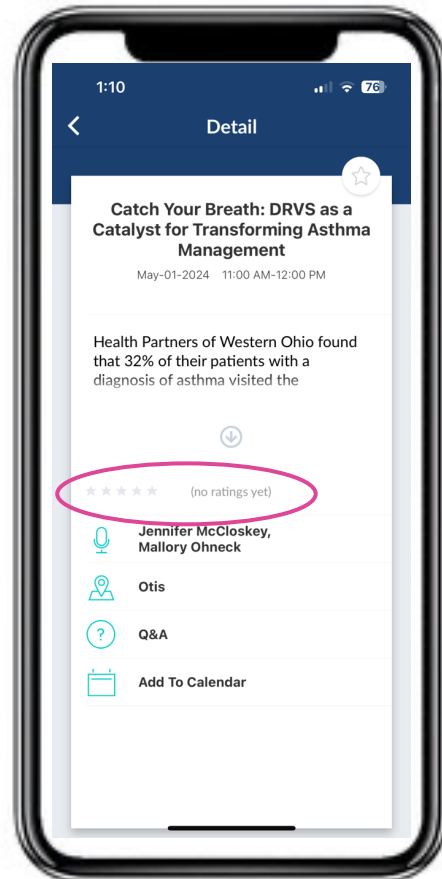 1:10
76
Detail
Catch Your Breath: DRVS as a
Catalyst for Transforming Asthma
Management
May-01-2024 11:00 AM-12:00 PM
Health Partners of Western Ohio found
that 32% of their patients with a
diagnosis of asthma visited the
(no ratings yet)
Jennifer McCloskey,
Mallory Ohneck
Otis
?
Q&A
Add To Calendar